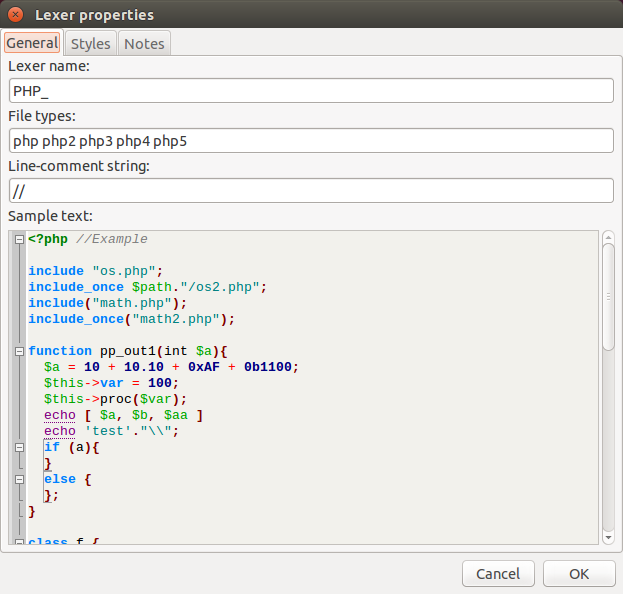 Lexer properties
General Styles Notes
Lexer name:
PHP_
File types:
php php2 php3 php4 php5
Line-comment string:
//
Sample text:
<?php //Example
include "os.php";
include_once $path."/os2.php";
include("math.php");
include_once("math2.php");
function pp_out1(int $a){
$a = 10 + 10.10 + 0xAF + 0b1100;
$this->var = 100;
$this->proc($var);
echo [ $a, $b, $aa ]
echo 'test'."\\";
if (a){
}
else {
};
}
class f {
Cancel OK